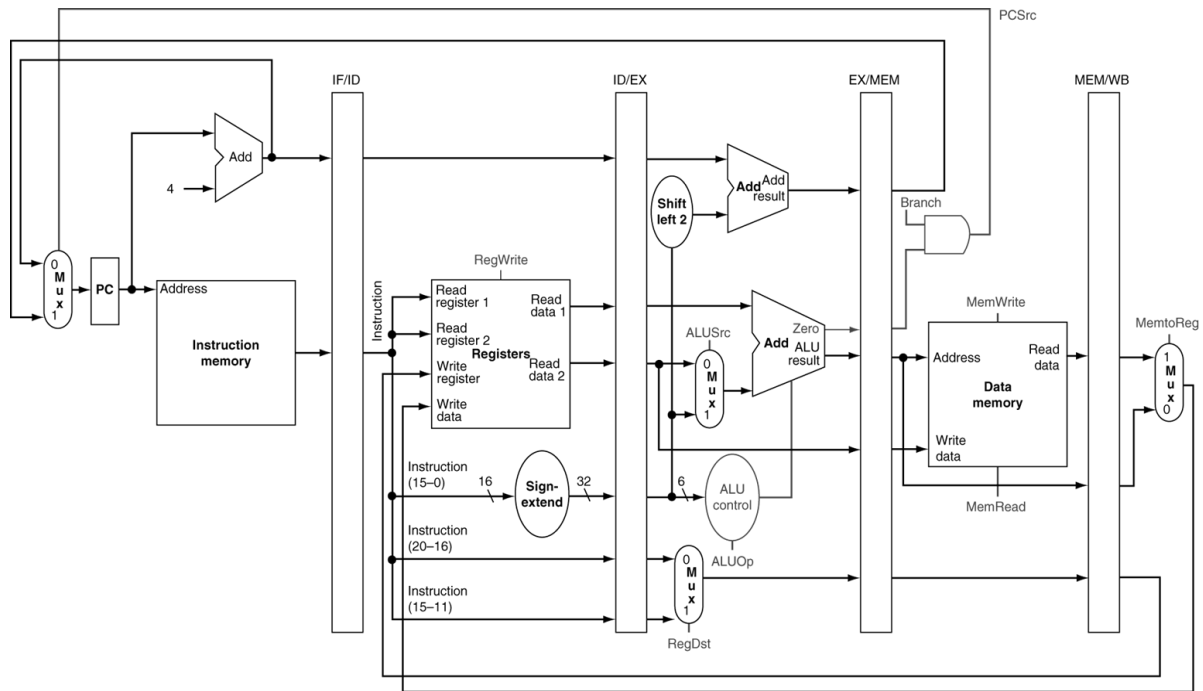 PCSrc
IF/ID
ID/EX
EX/MEM
MEM/WB
Add
4
Add
Add
result
Shift
left 2
Branch
0
M
u
x
1
PC
Address
Instruction
memory
Instruction
RegWrite
Read
register 1
Read
register 2
Write
register
Write
data
Registers
Read
data 1
Read
data 2
ALUSrc
0
M
u
x
1
Add
Zero
ALU
result
MemWrite
Address
Read
data
Data
memory
Write
data
MemRead
MemtoReg
1
M
u
x
0
Instruction
(15–0)
16
Sign-
extend
32
6
ALU
control
ALUOp
Instruction
(20–16)
Instruction
(15–11)
0
M
u
x
1
RegDst